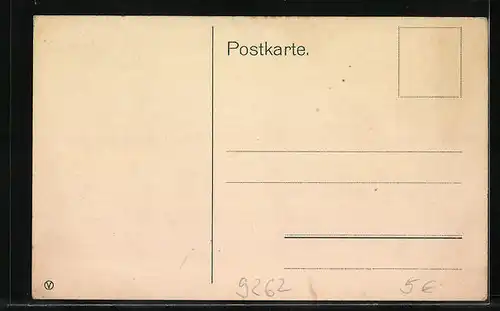 Postkarte.
V
9262 5€